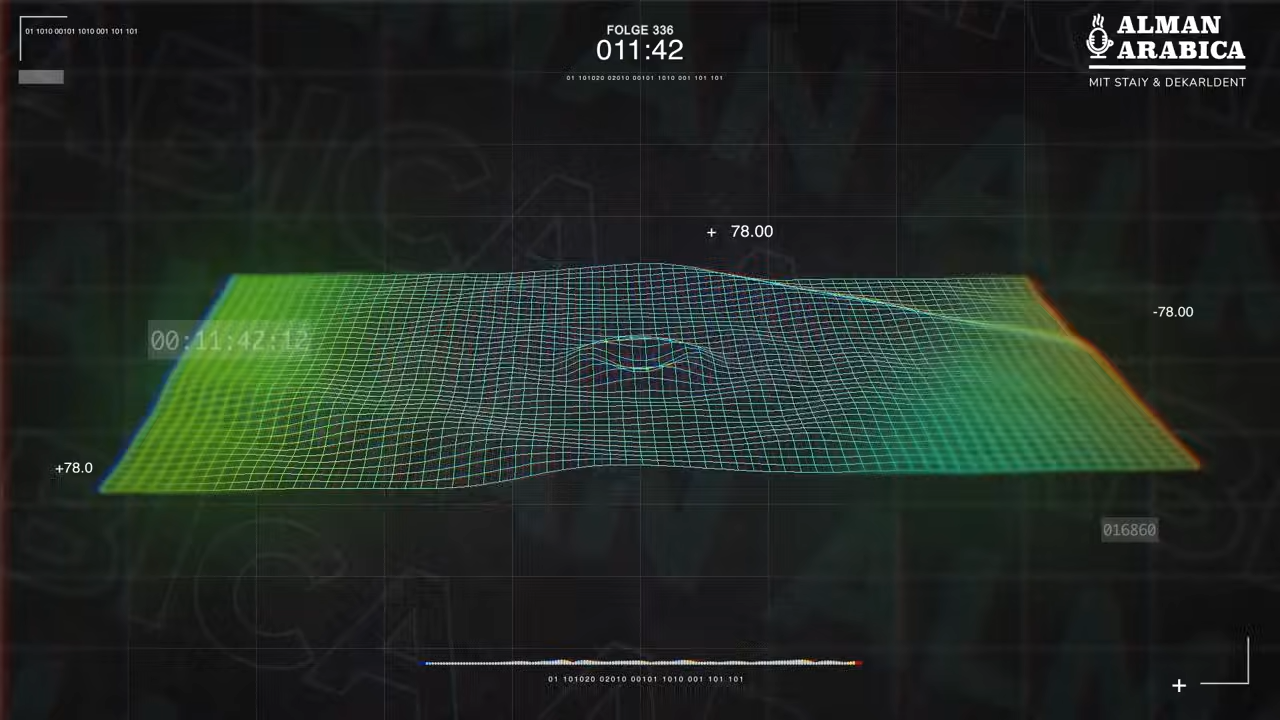 01 1010 00101 1010 001 101 101
FOLGE 336
011:42
01 101020 02010 00101 1010 001 101 101
ALMAN
ARABICA
MIT STAIY & DEKARLDENT
+ 78.00
-78.00
00:11:42:12
+78.0
016860
01 101020 02010 00101 1010 001 101 101
+